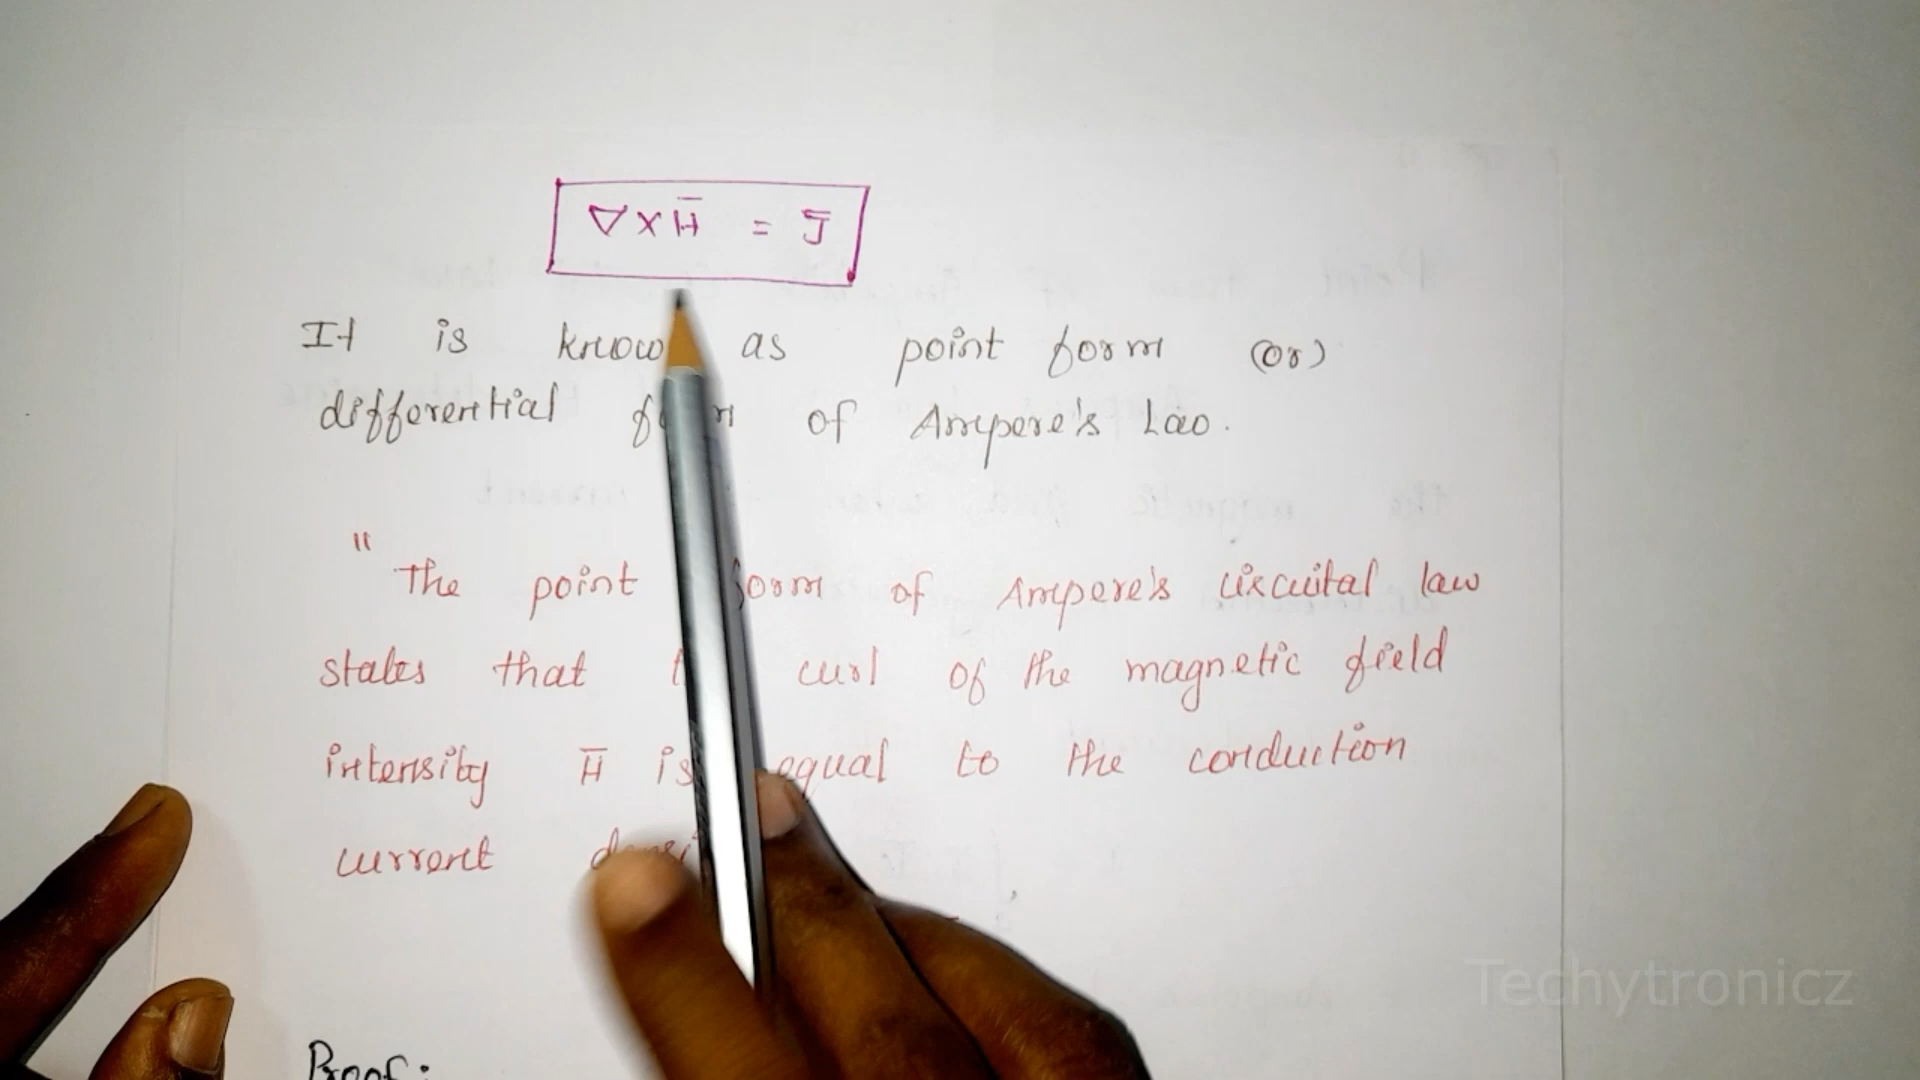 ∇ × H̄ = J̄
It is know as point form (or)
differential of Ampere's Law.
" The point form of Ampere's circuital law
states that curl of the magnetic field
intensity H̄ is equal to the conduction
current
Techytronicz
Proof: